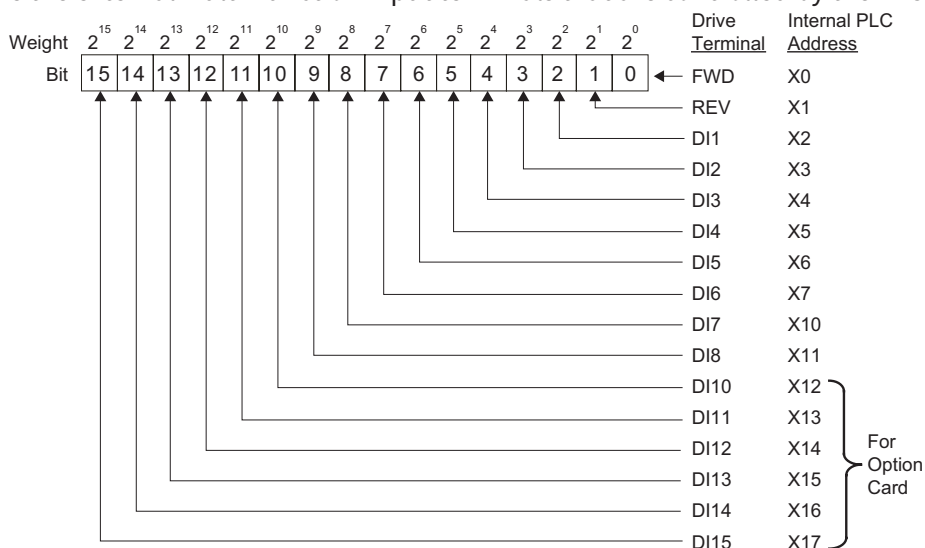 Drive Internal PLC
Weight 2^15 2^14 2^13 2^12 2^11 2^10 2^9 2^8 2^7 2^6 2^5 2^4 2^3 2^2 2^1 2^0 Terminal Address
Bit 15 14 13 12 11 10 9 8 7 6 5 4 3 2 1 0 FWD X0
REV X1
DI1 X2
DI2 X3
DI3 X4
DI4 X5
DI5 X6
DI6 X7
DI7 X10
DI8 X11
DI10 X12
DI11 X13
DI12 X14
DI13 X15
DI14 X16
DI15 X17
For
Option
Card